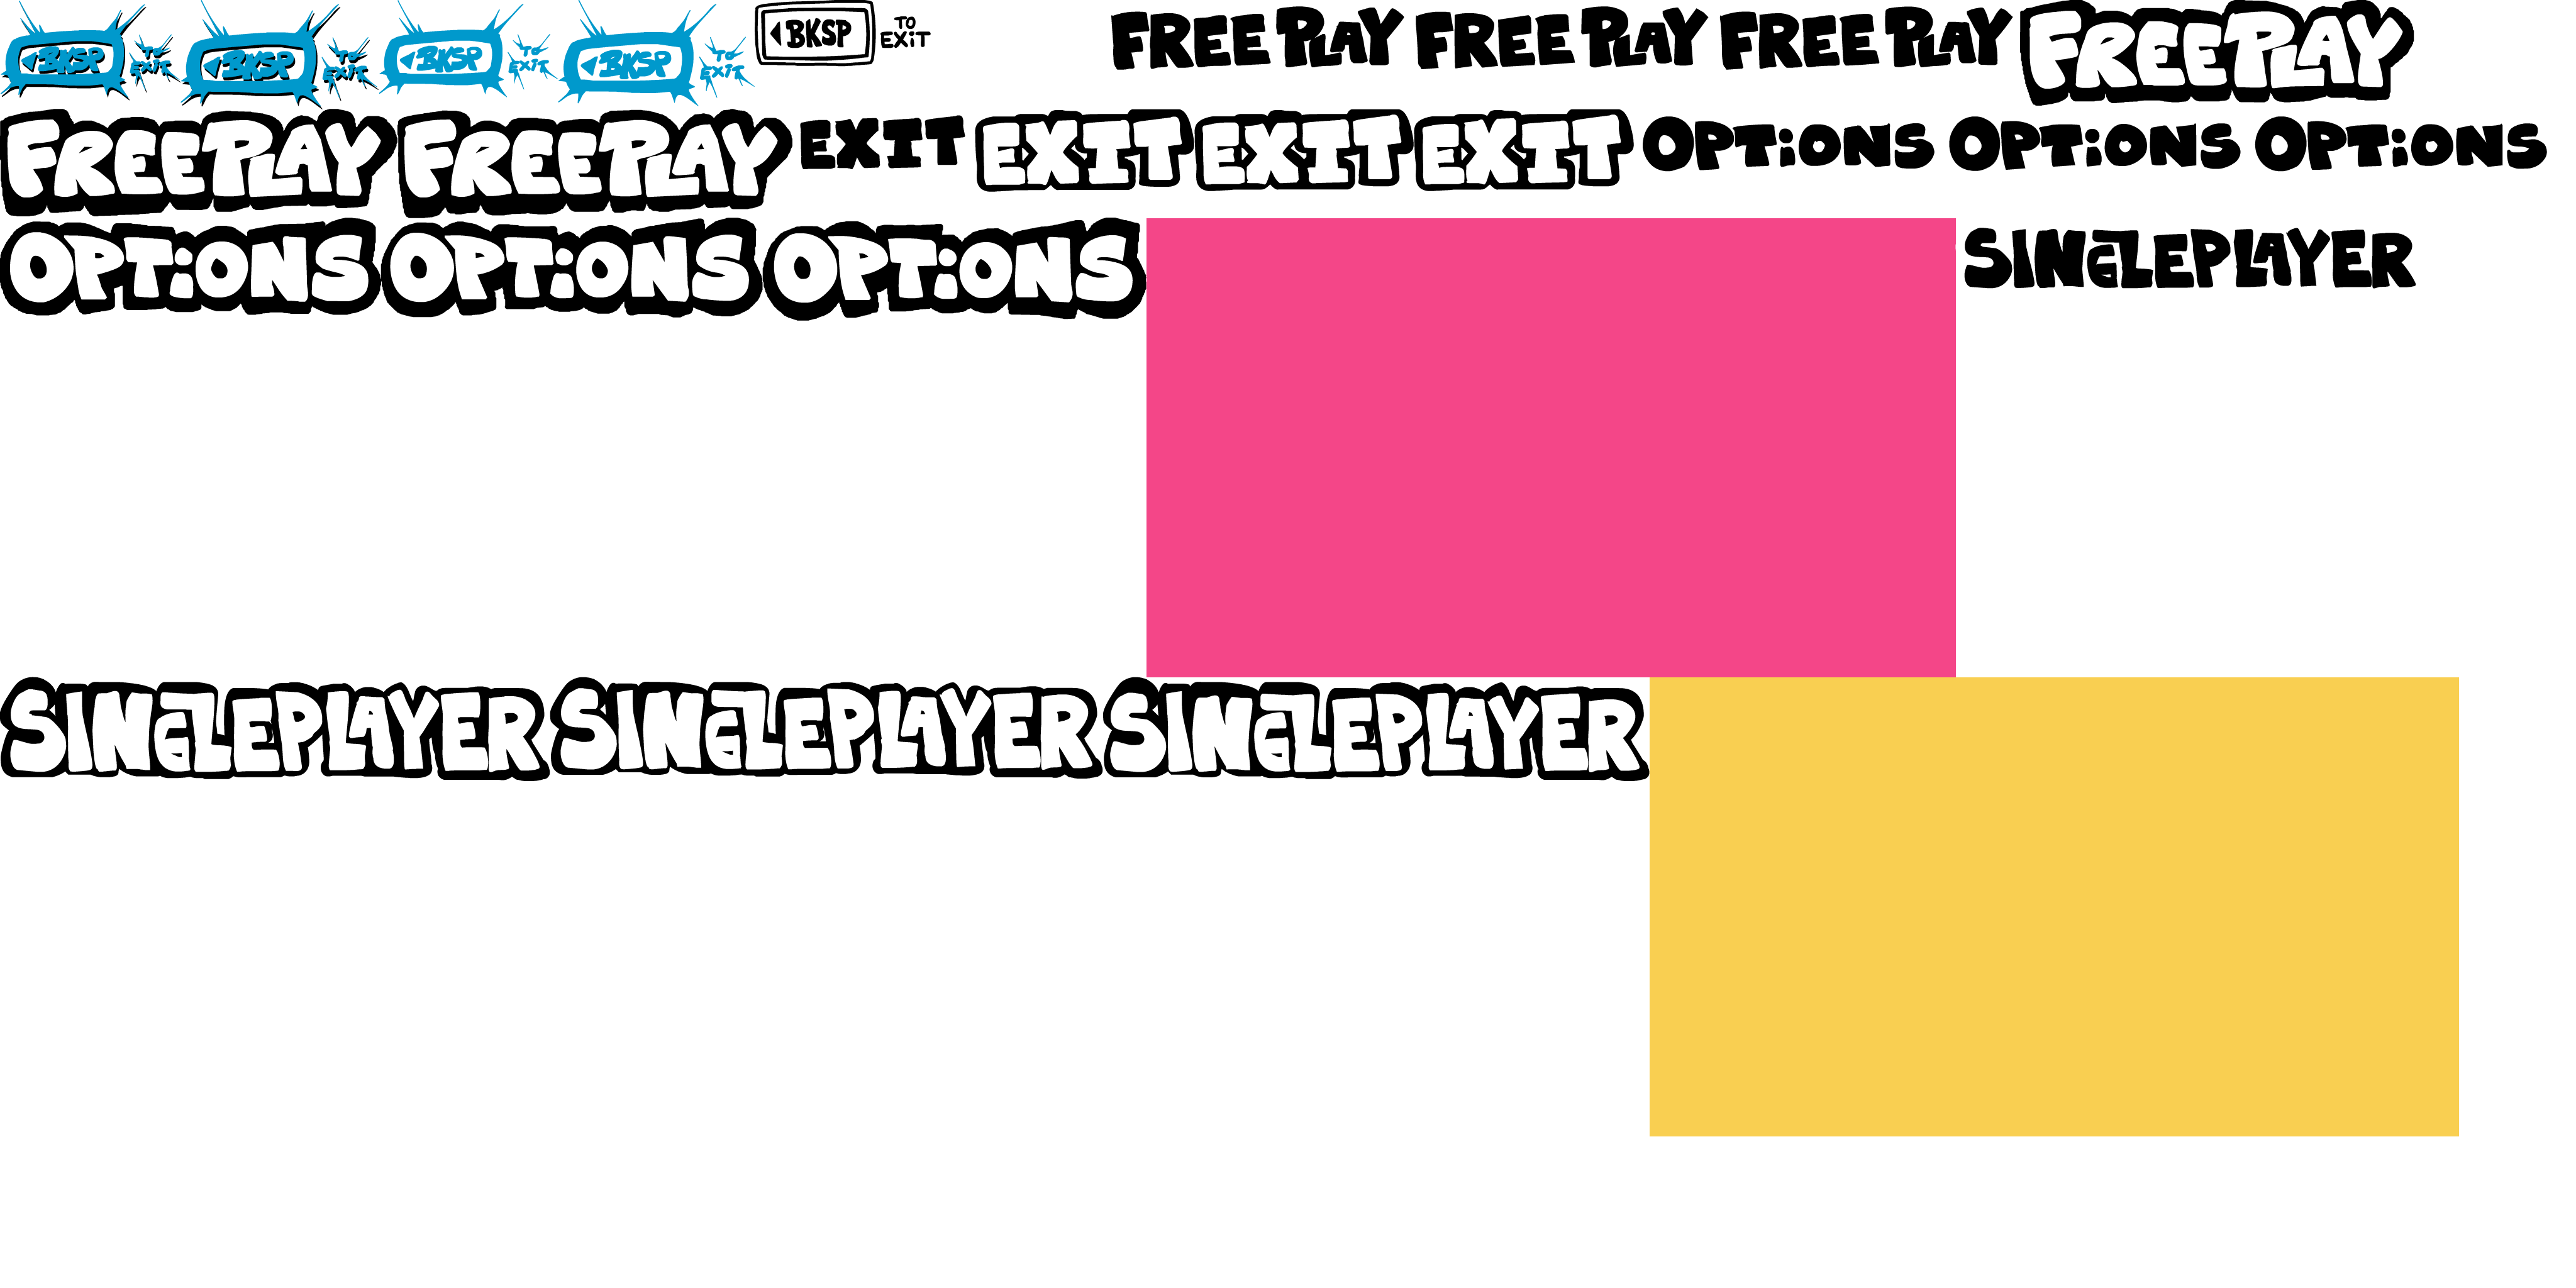 ◄BKSP TO EXIT ◄BKSP TO EXIT ◄BKSP TO EXIT ◄BKSP TO EXIT ◄BKSP TO EXIT FREE PLAY FREE PLAY FREE PLAY FREEPLAY
FREEPLAY FREEPLAY EXIT EXIT EXIT EXIT OPTiONS OPTiONS OPTiONS
OPTiONS OPTiONS OPTiONS SINGLEPLAYER
SINGLEPLAYER SINGLEPLAYER SINGLEPLAYER